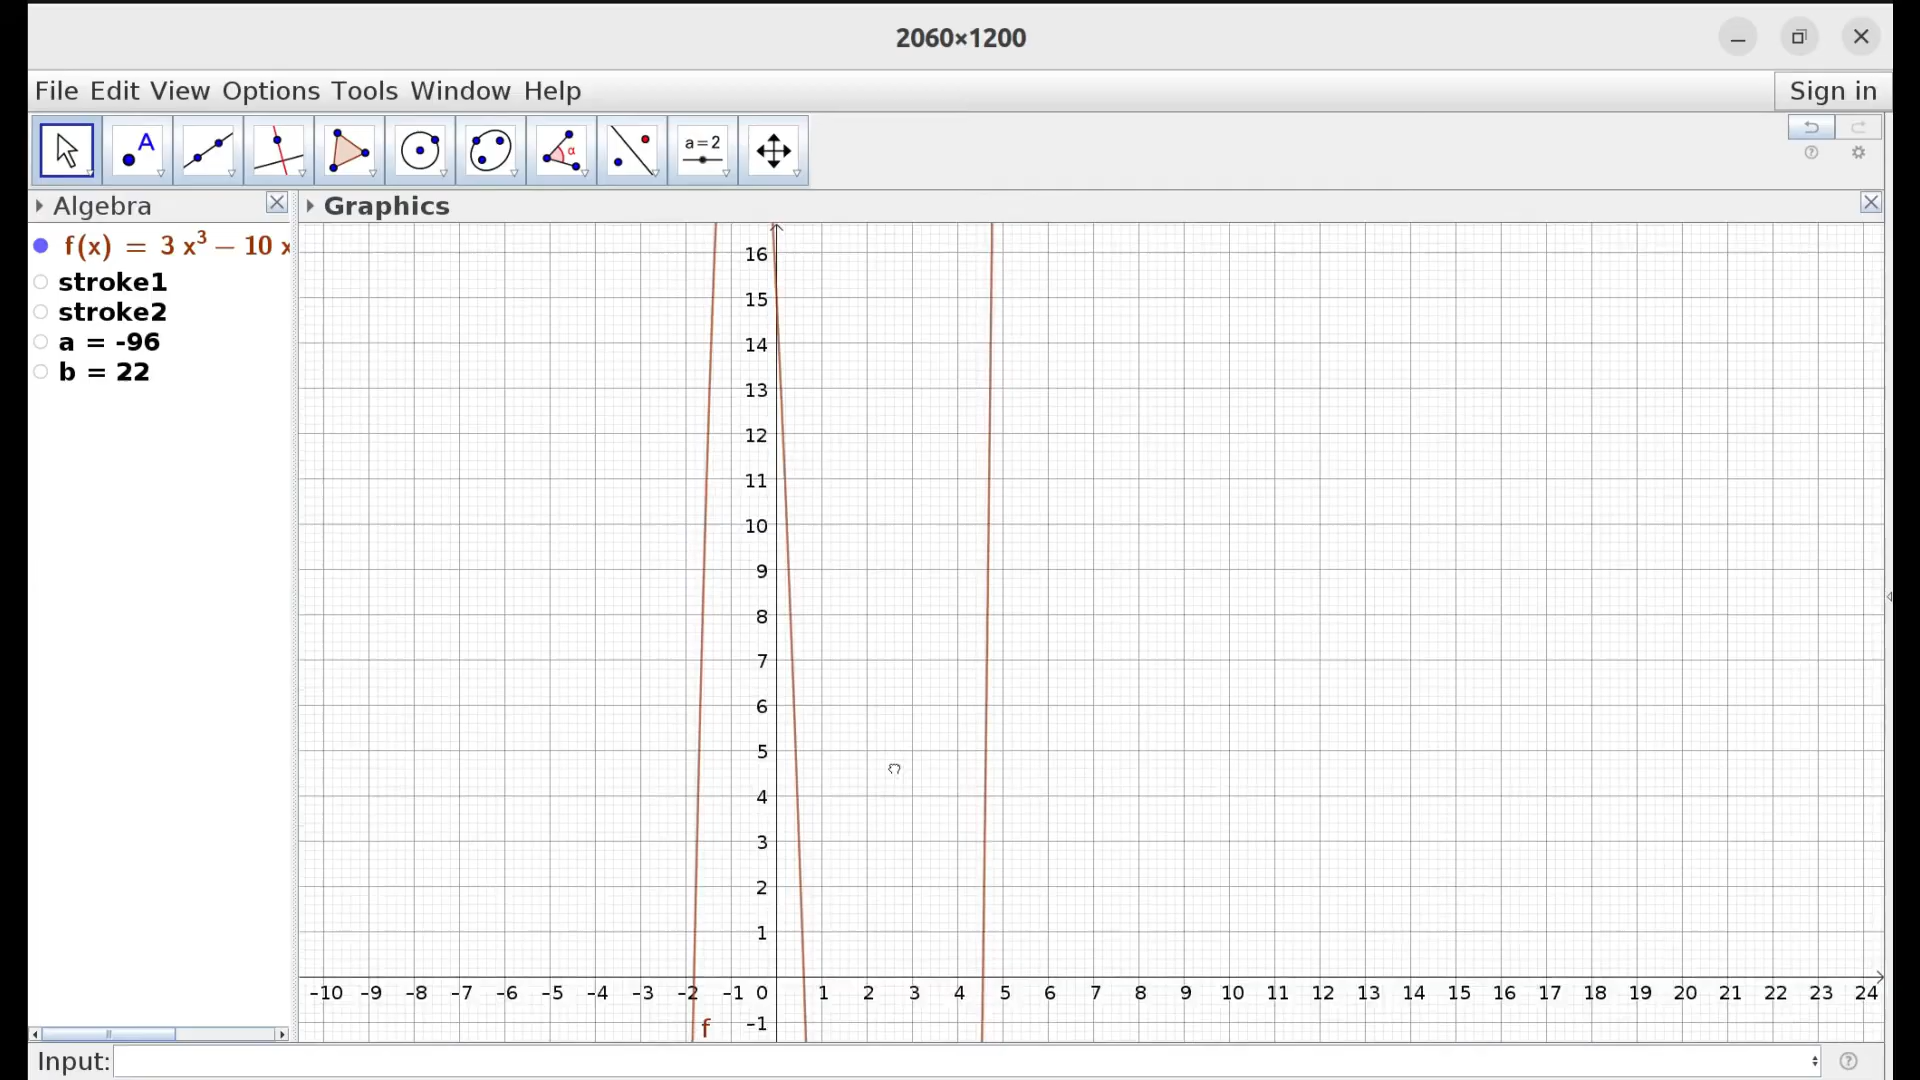 2060×1200
File Edit View Options Tools Window Help
Sign in
A
α
a=2
Algebra
Graphics
f(x) = 3 x³ – 10 x
stroke1
stroke2
a = -96
b = 22
16
15
14
13
12
11
10
9
8
7
6
5
4
3
2
1
-10 -9 -8 -7 -6 -5 -4 -3 -2 -1 0 1 2 3 4 5 6 7 8 9 10 11 12 13 14 15 16 17 18 19 20 21 22 23 24
f
-1
Input: